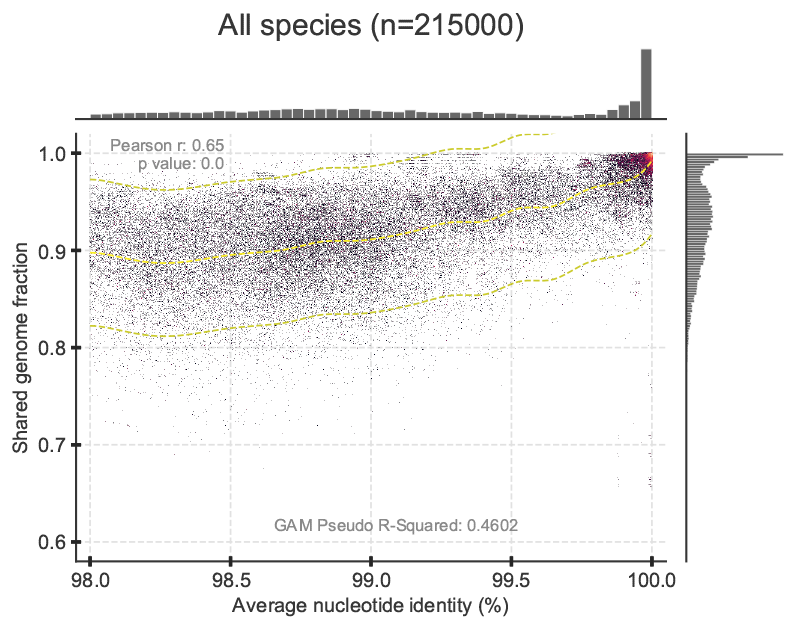 All species (n=215000)
Pearson r: 0.65
p value: 0.0
1.0
0.9
0.8
0.7
0.6
Shared genome fraction
GAM Pseudo R-Squared: 0.4602
98.0
98.5
99.0
99.5
100.0
Average nucleotide identity (%)